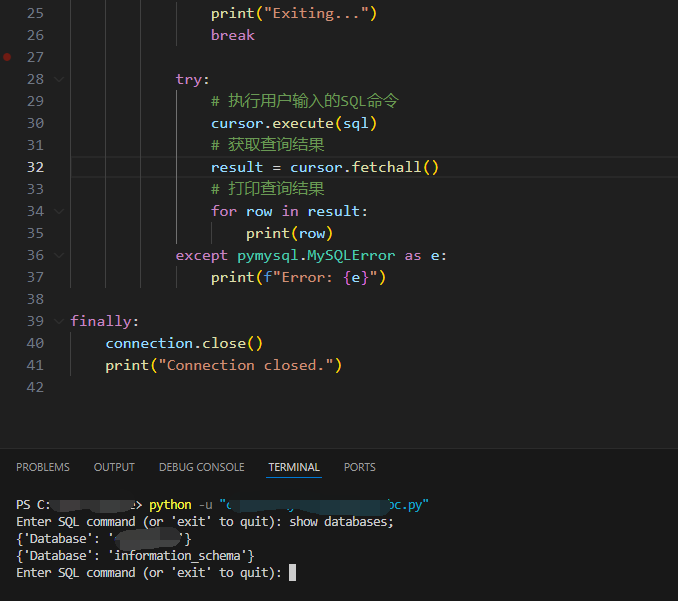 25 print("Exiting...")
26 break
27
28 try:
29 # 执行用户输入的SQL命令
30 cursor.execute(sql)
31 # 获取查询结果
32 result = cursor.fetchall()
33 # 打印查询结果
34 for row in result:
35 print(row)
36 except pymysql.MySQLError as e:
37 print(f"Error: {e}")
38
39 finally:
40 connection.close()
41 print("Connection closed.")
42
PROBLEMS OUTPUT DEBUG CONSOLE TERMINAL PORTS
PS C: e> python -u "c bc.py"
Enter SQL command (or 'exit' to quit): show databases;
{'Database': ' '}
{'Database': 'information_schema'}
Enter SQL command (or 'exit' to quit):